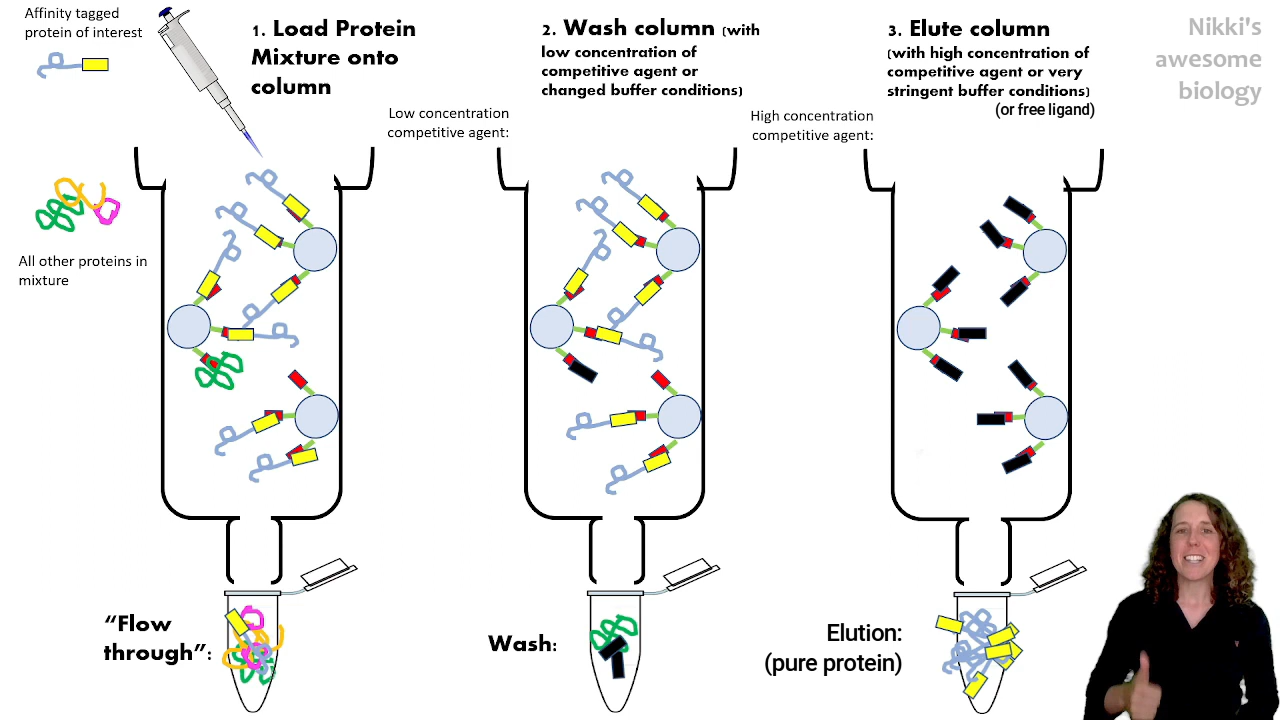 Affinity tagged
protein of interest
1. Load Protein
Mixture onto
column
2. Wash column (with
low concentration of
competitive agent or
changed buffer conditions)
3. Elute column
(with high concentration of
competitive agent or very
stringent buffer conditions)
(or free ligand)
Nikki's
awesome
biology
Low concentration
competitive agent:
High concentration
competitive agent:
All other proteins in
mixture
“Flow
through”:
Wash:
Elution:
(pure protein)